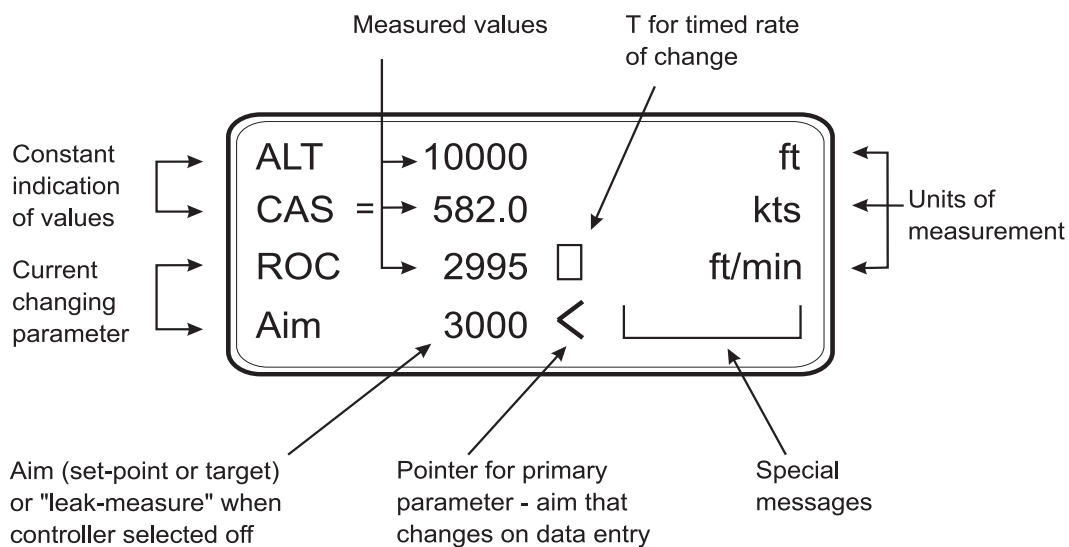 Measured values
T for timed rate
of change
Constant
indication
of values
Current
changing
parameter
ALT 10000 ft
CAS = 582.0 kts
ROC 2995 ft/min
Aim 3000 <
Units of
measurement
Aim (set-point or target)
or "leak-measure" when
controller selected off
Pointer for primary
parameter - aim that
changes on data entry
Special
messages